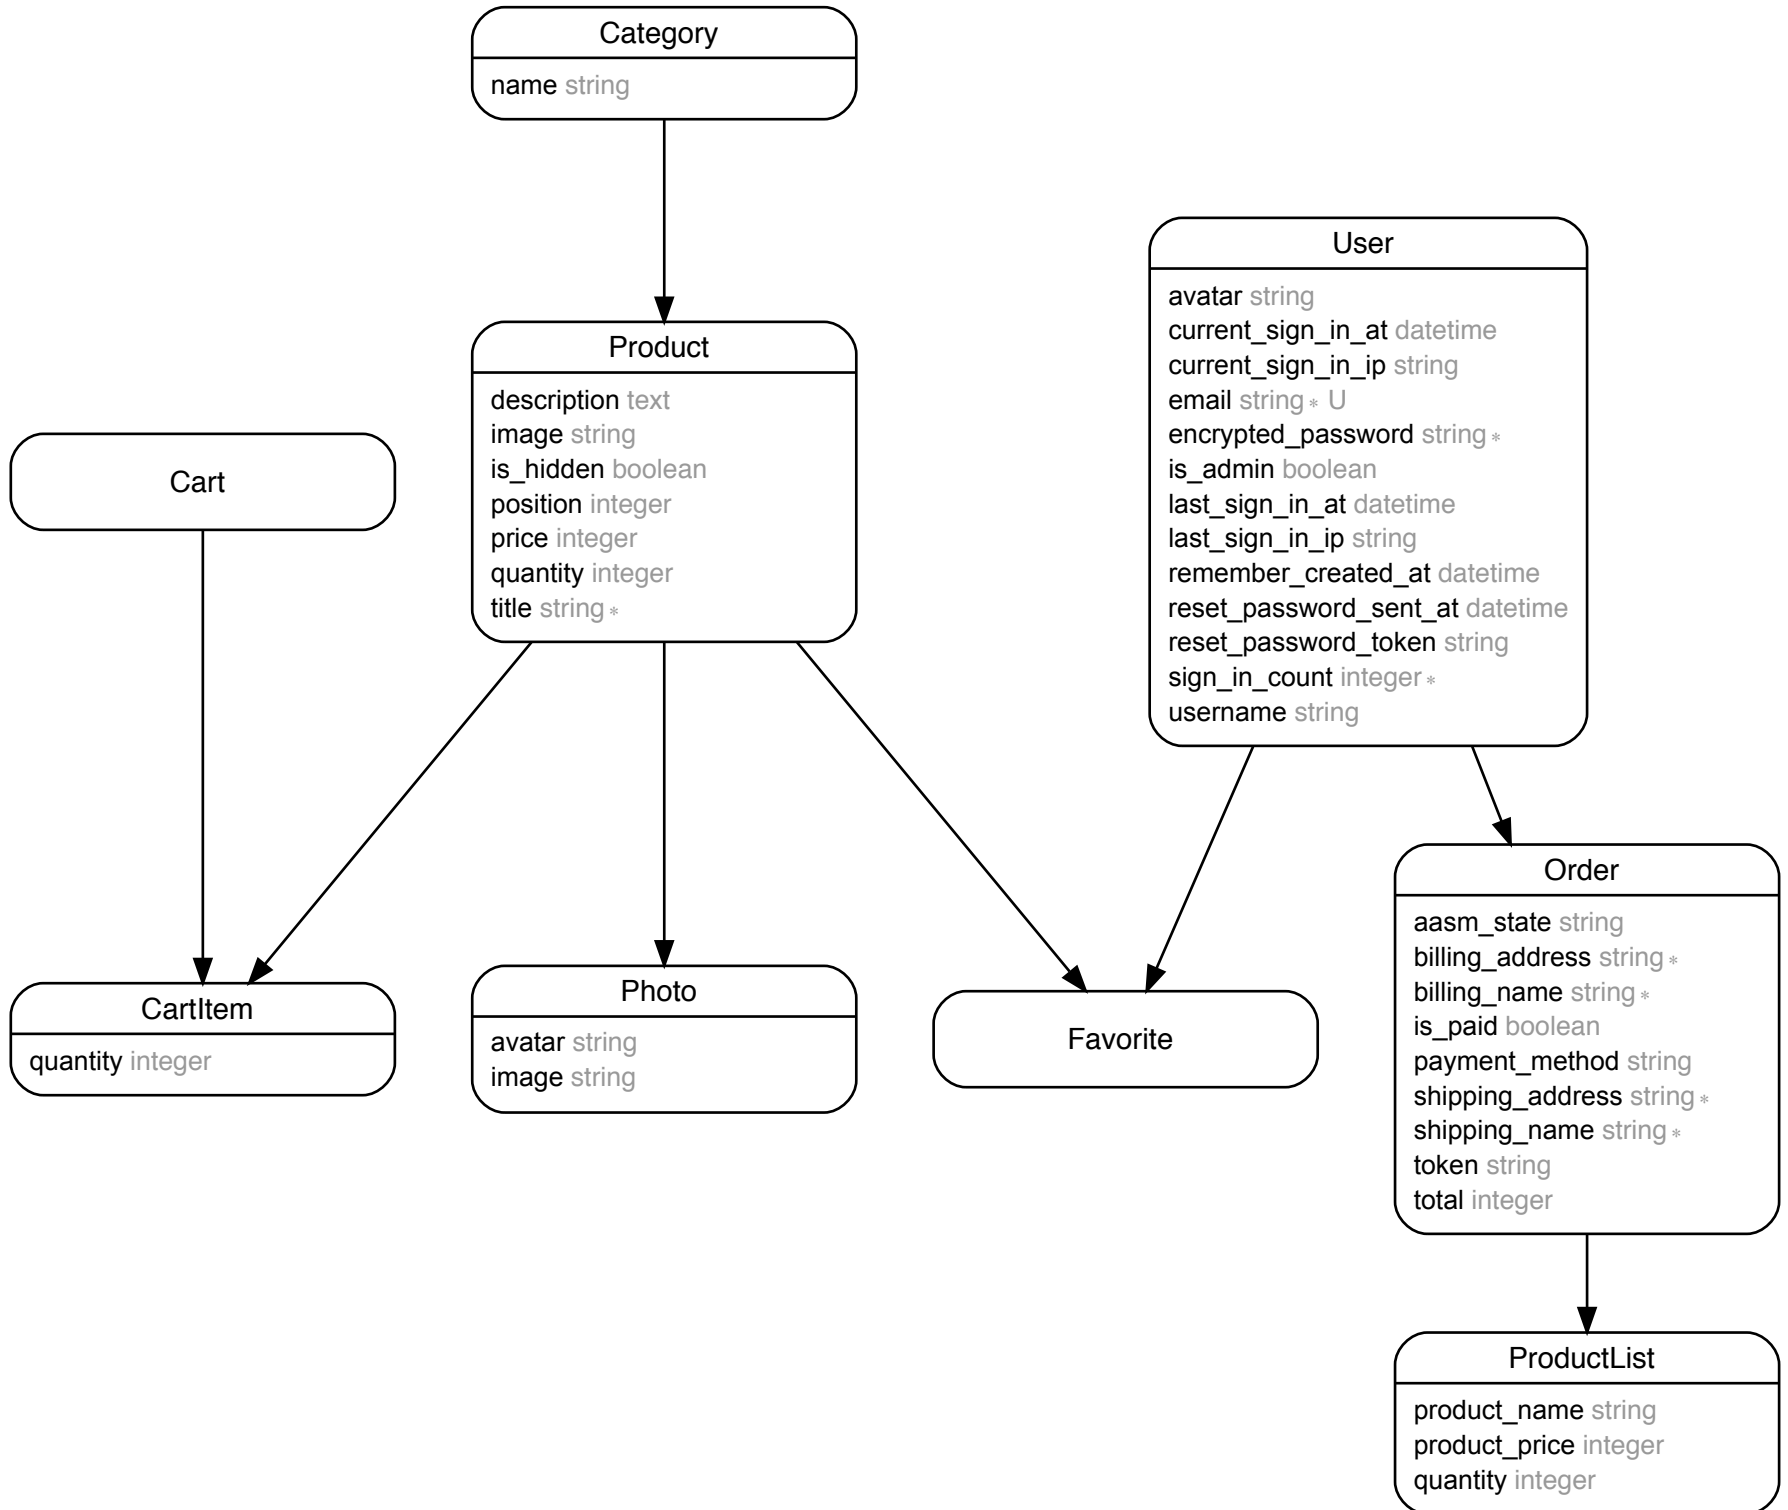 Category
name string
User
avatar string
current_sign_in_at datetime
current_sign_in_ip string
email string * U
encrypted_password string *
is_admin boolean
last_sign_in_at datetime
last_sign_in_ip string
remember_created_at datetime
reset_password_sent_at datetime
reset_password_token string
sign_in_count integer *
username string
Product
description text
image string
is_hidden boolean
position integer
price integer
quantity integer
title string *
Cart
Order
aasm_state string
billing_address string *
billing_name string *
is_paid boolean
payment_method string
shipping_address string *
shipping_name string *
token string
total integer
CartItem
quantity integer
Photo
avatar string
image string
Favorite
ProductList
product_name string
product_price integer
quantity integer